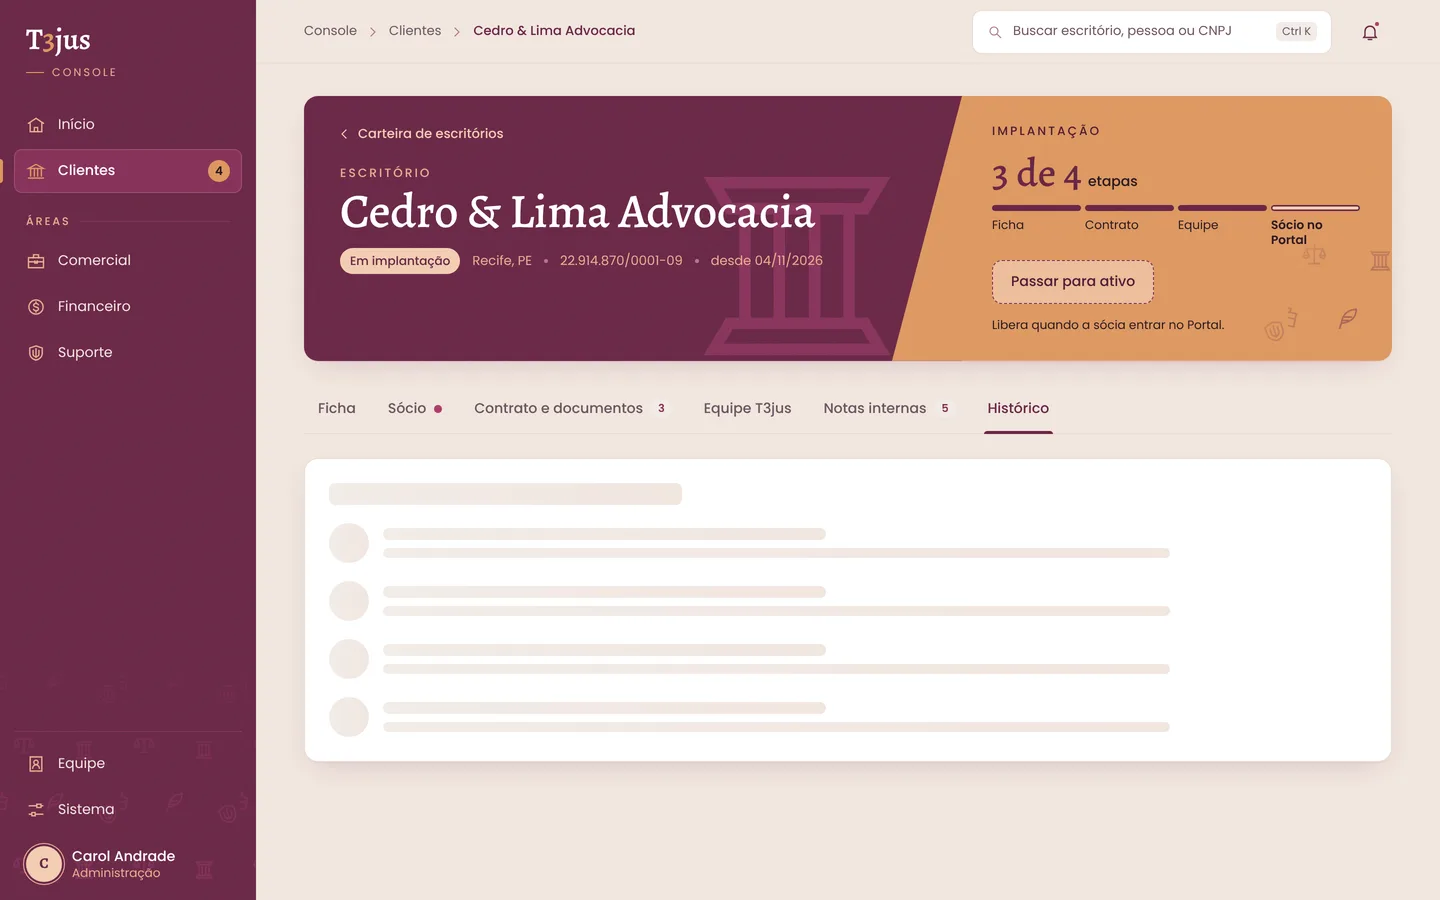 T3jus
CONSOLE
Início
Clientes
4
ÁREAS
Comercial
Financeiro
Suporte
Equipe
Sistema
C
Carol Andrade
Administração
Console
Clientes
Cedro & Lima Advocacia
Buscar escritório, pessoa ou CNPJ
Ctrl K
Carteira de escritórios
ESCRITÓRIO
Cedro & Lima Advocacia
Em implantação
Recife, PE • 22.914.870/0001-09 • desde 04/11/2026
IMPLANTAÇÃO
3 de 4 etapas
Ficha
Contrato
Equipe
Sócio no
Portal
Passar para ativo
Libera quando a sócia entrar no Portal.
Ficha
Sócio
Contrato e documentos
3
Equipe T3jus
Notas internas
5
Histórico